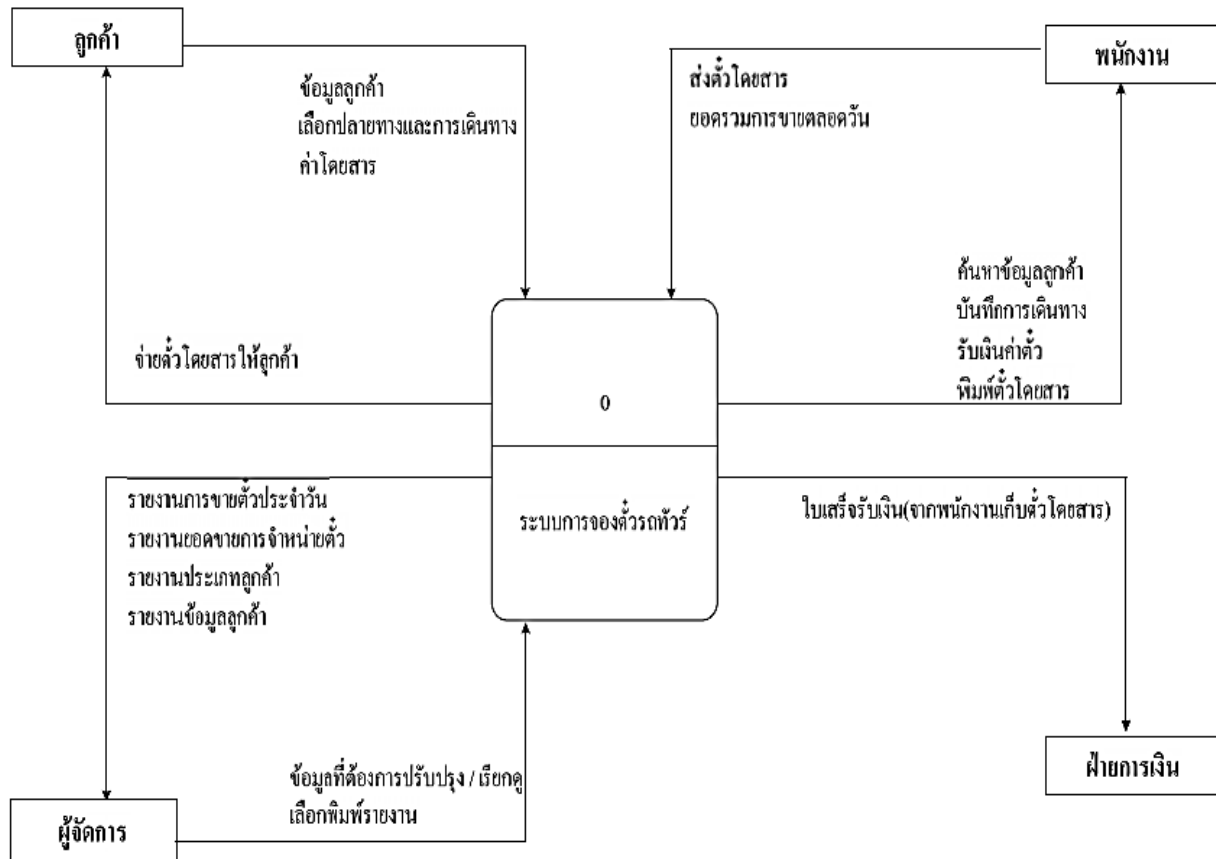 ลูกค้า
พนักงาน
ข้อมูลลูกค้า
เลือกปลายทางและการเดินทาง
ค่าโดยสาร
ส่งตั๋วโดยสาร
ยอดรวมการขายตลอดวัน
ค้นหาข้อมูลลูกค้า
บันทึกการเดินทาง
รับเงินค่าตั๋ว
พิมพ์ตั๋วโดยสาร
จ่ายตั๋วโดยสารให้ลูกค้า
0
ระบบการจองตั๋วรถทัวร์
รายงานการขายตั๋วประจำวัน
รายงานยอดขายการจำหน่ายตั๋ว
รายงานประเภทลูกค้า
รายงานข้อมูลลูกค้า
ใบเสร็จรับเงิน(จากพนักงานเก็บตั๋วโดยสาร)
ข้อมูลที่ต้องการปรับปรุง / เรียกดู
เลือกพิมพ์รายงาน
ฝ่ายการเงิน
ผู้จัดการ